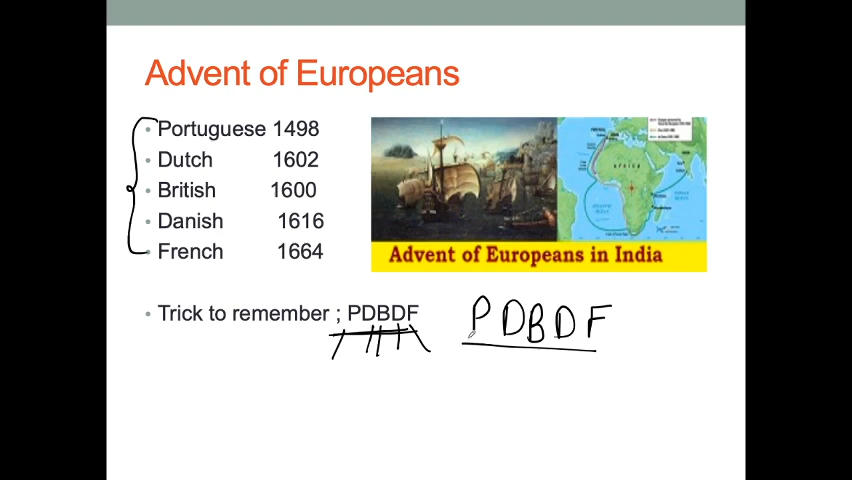 Advent of Europeans
• Portuguese 1498
• Dutch 1602
• British 1600
• Danish 1616
• French 1664
AFRICA
Advent of Europeans in India
• Trick to remember ; PDBDF
PDBDF